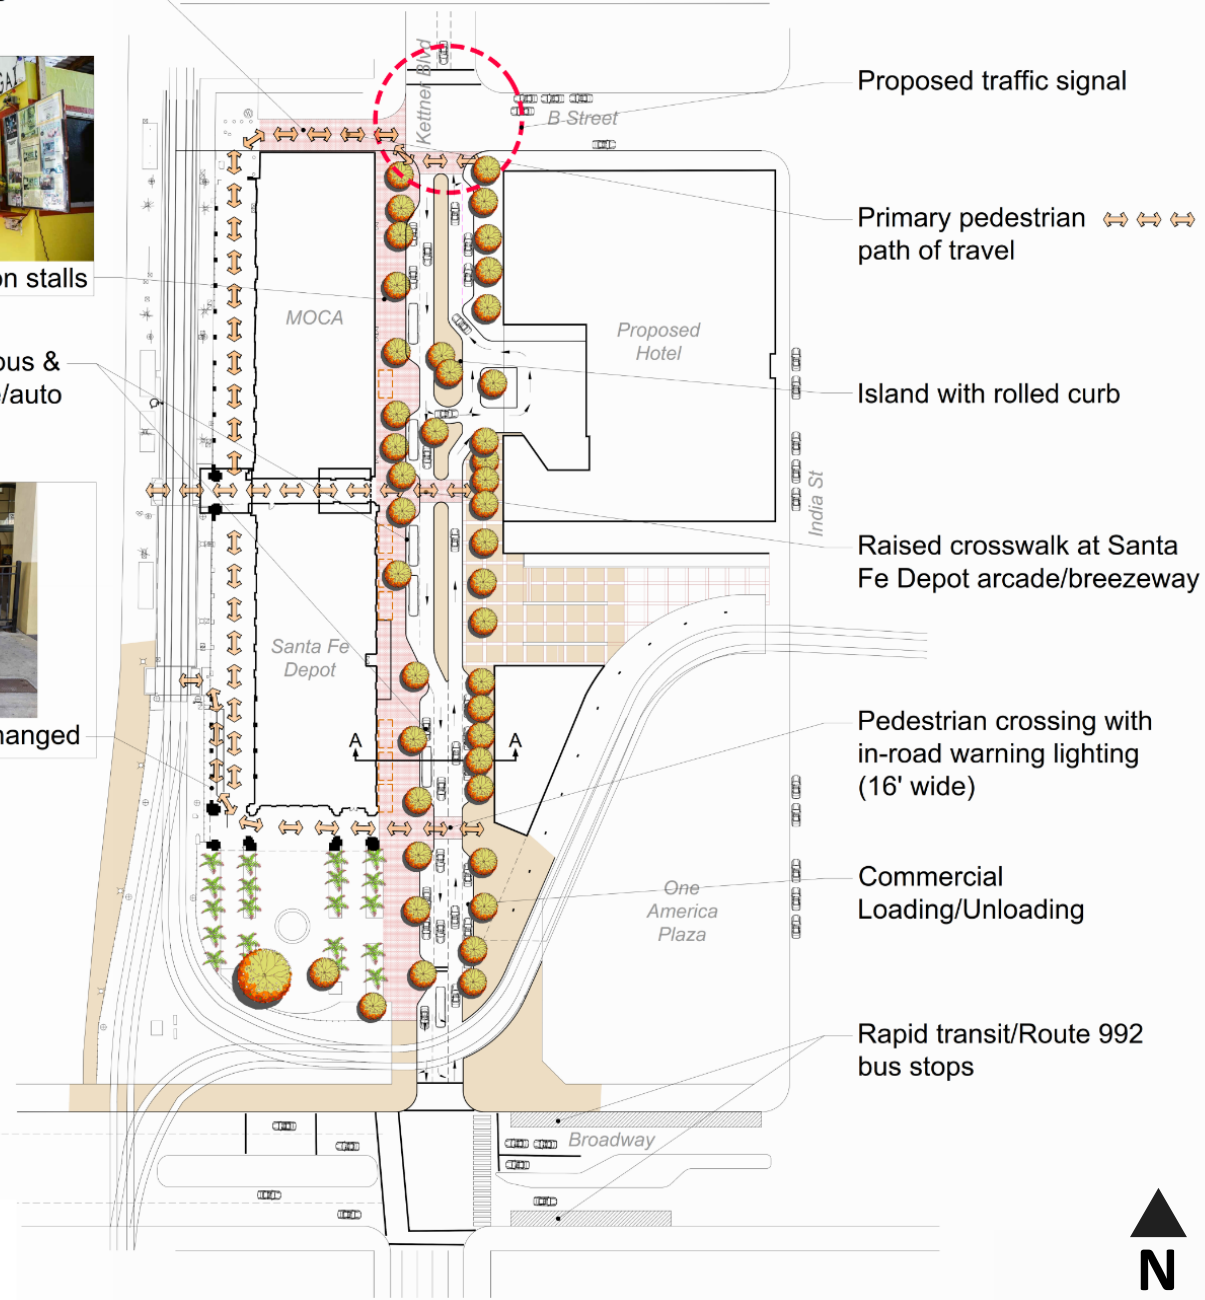 Kettner Blvd
B Street
Proposed traffic signal
Primary pedestrian
path of travel
on stalls
MOCA
Proposed
Hotel
ous &
e/auto
Island with rolled curb
India St
Raised crosswalk at Santa
Fe Depot arcade/breezeway
Santa Fe
Depot
Pedestrian crossing with
in-road warning lighting
(16' wide)
hanged
A
A
Commercial
Loading/Unloading
One
America
Plaza
Rapid transit/Route 992
bus stops
Broadway
N